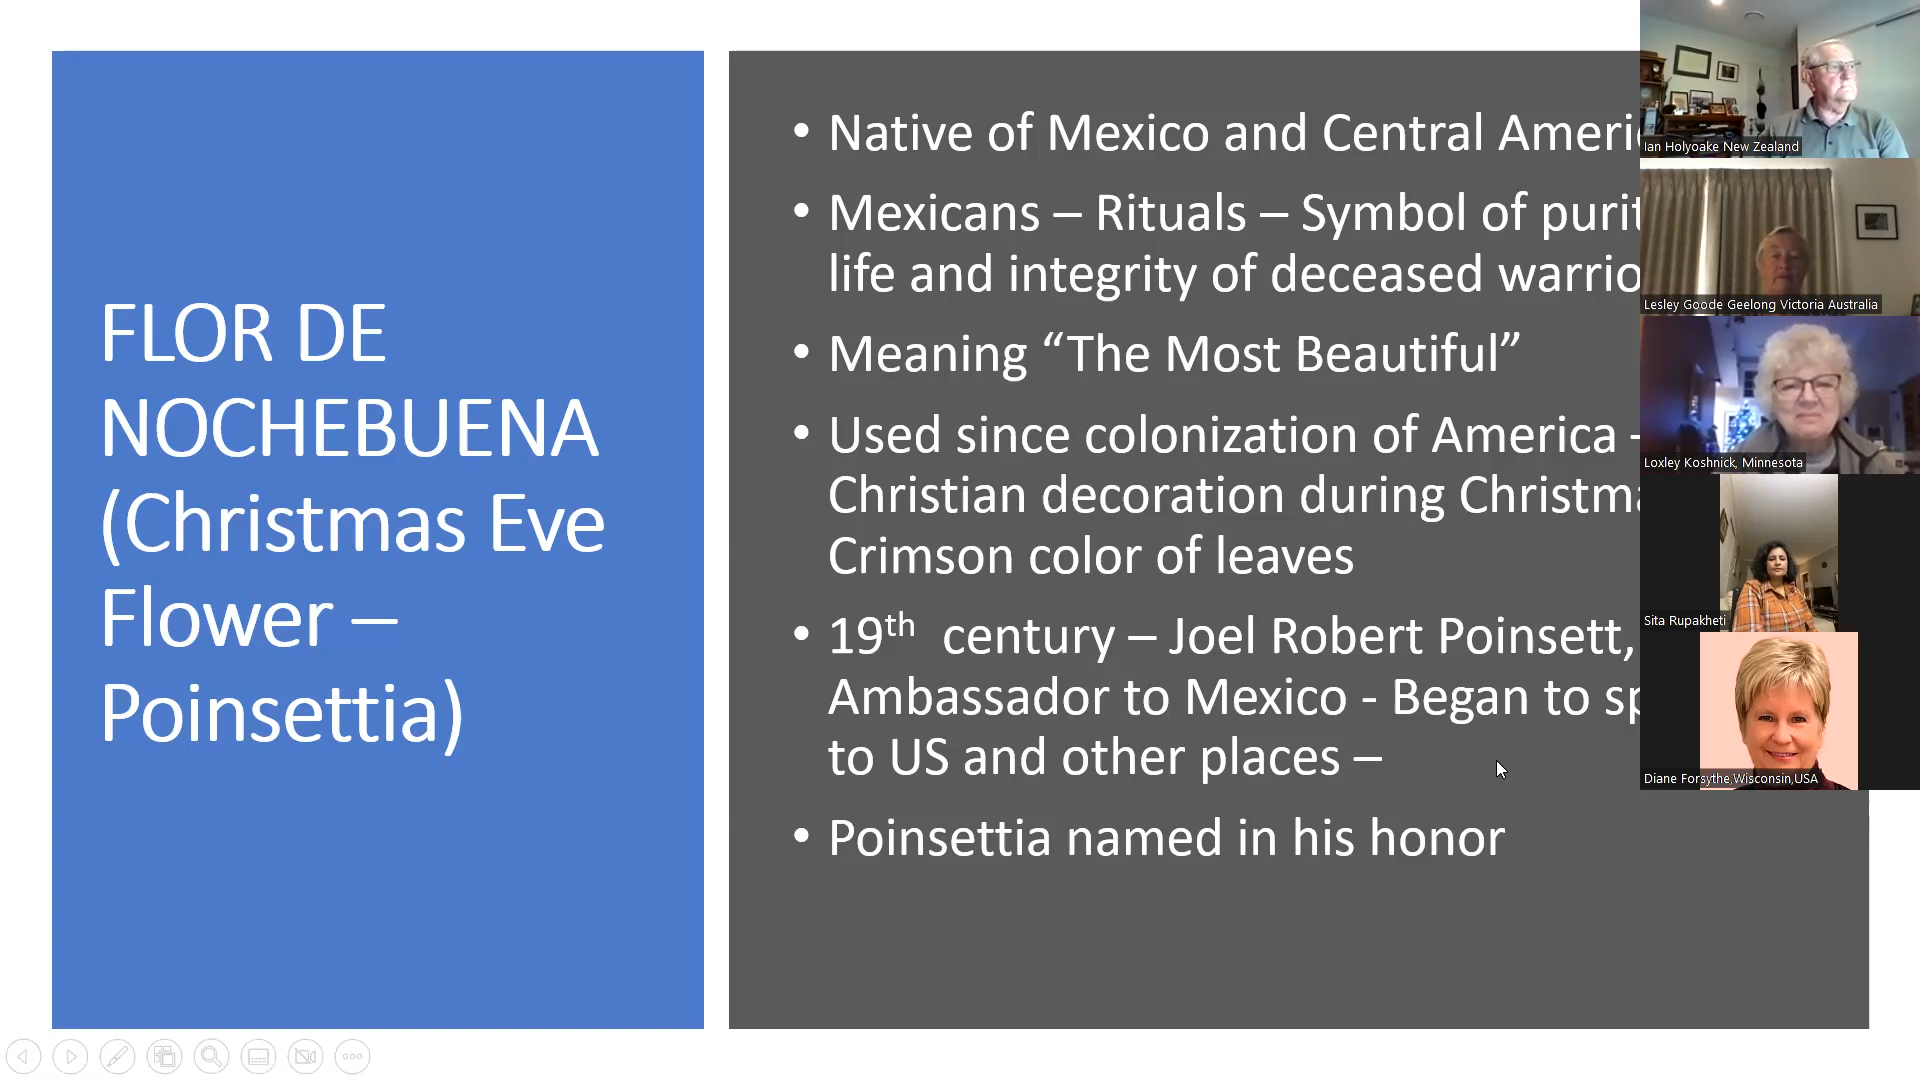 FLOR DE
NOCHEBUENA
(Christmas Eve
Flower –
Poinsettia)
• Native of Mexico and Central Ameri
• Mexicans – Rituals – Symbol of purit
life and integrity of deceased warrio
• Meaning “The Most Beautiful”
• Used since colonization of America -
Christian decoration during Christma
Crimson color of leaves
• 19th century – Joel Robert Poinsett,
Ambassador to Mexico - Began to sp
to US and other places –
• Poinsettia named in his honor
Ian Holyoake New Zealand
Lesley Goode Geelong Victoria Australia
Loxley Koshnick, Minnesota
Sita Rupakheti
Diane Forsythe,Wisconsin,USA